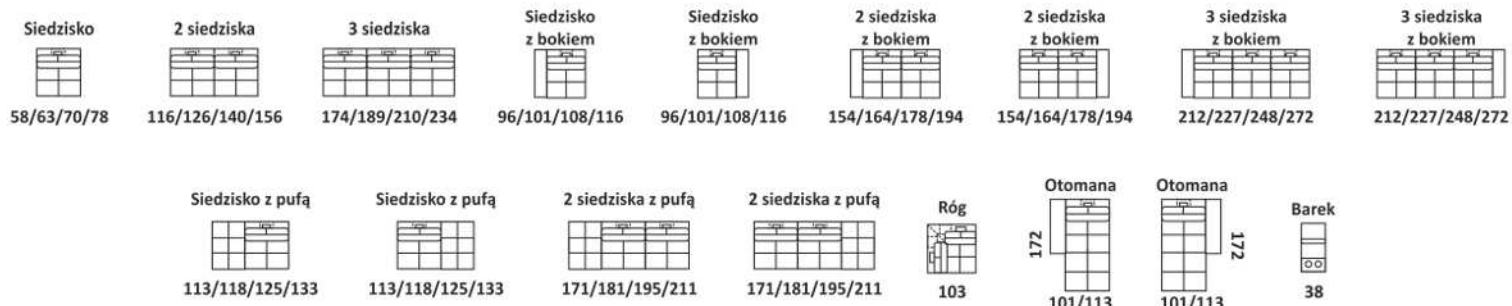 Siedzisko
2 siedziska
3 siedziska
Siedzisko
z bokiem
Siedzisko
z bokiem
2 siedziska
z bokiem
2 siedziska
z bokiem
3 siedziska
z bokiem
3 siedziska
z bokiem
58/63/70/78
116/126/140/156
174/189/210/234
96/101/108/116
96/101/108/116
154/164/178/194
154/164/178/194
212/227/248/272
212/227/248/272
Siedzisko z pufą
Siedzisko z pufą
2 siedziska z pufą
2 siedziska z pufą
Róg
Otomana
Otomana
Barek
172
172
113/118/125/133
113/118/125/133
171/181/195/211
171/181/195/211
103
101/113
101/113
38